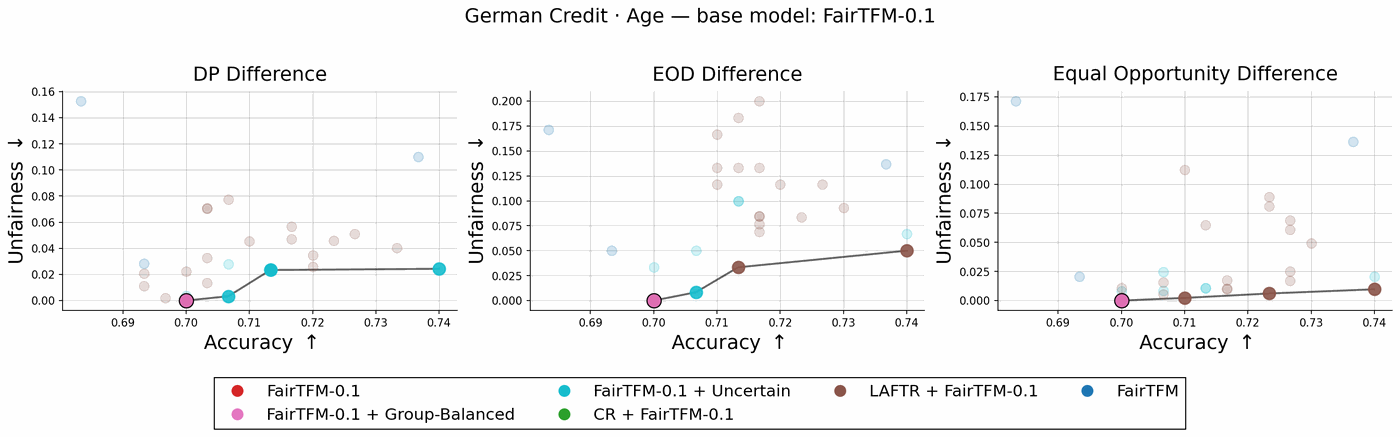 German Credit · Age — base model: FairTFM-0.1
DP Difference
Unfairness ↓
0.16
0.14
0.12
0.10
0.08
0.06
0.04
0.02
0.00
0.69 0.70 0.71 0.72 0.73 0.74
Accuracy ↑
EOD Difference
Unfairness ↓
0.200
0.175
0.150
0.125
0.100
0.075
0.050
0.025
0.000
0.69 0.70 0.71 0.72 0.73 0.74
Accuracy ↑
Equal Opportunity Difference
Unfairness ↓
0.175
0.150
0.125
0.100
0.075
0.050
0.025
0.000
0.69 0.70 0.71 0.72 0.73 0.74
Accuracy ↑
FairTFM-0.1 FairTFM-0.1 + Uncertain LAFTR + FairTFM-0.1 FairTFM
FairTFM-0.1 + Group-Balanced CR + FairTFM-0.1